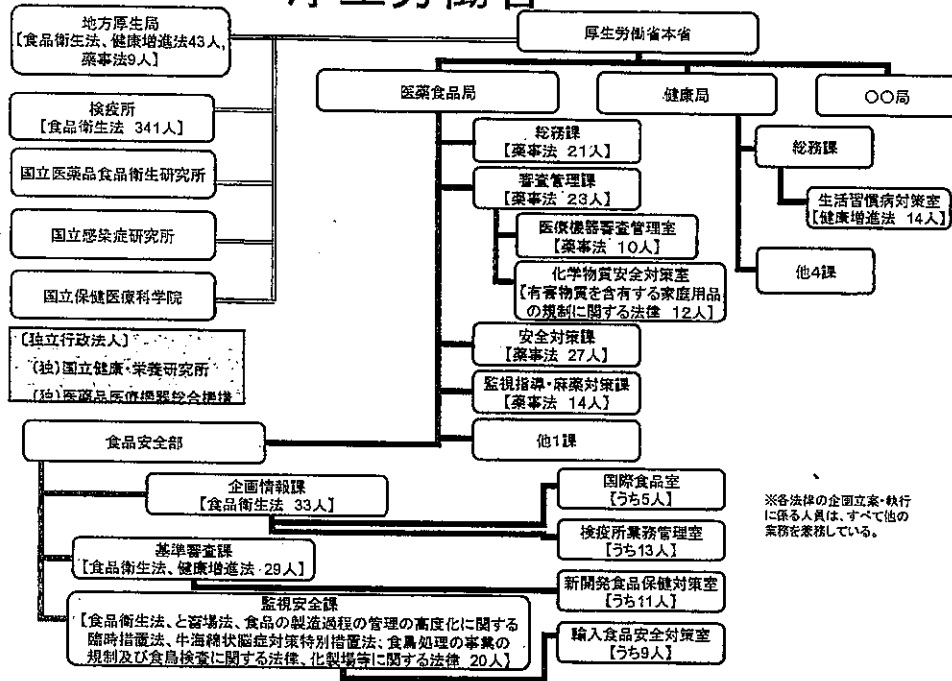 厚生労働省
地方厚生局
【食品衛生法、健康増進法43人,
薬事法9人】
厚生労働省本省
検疫所
【食品衛生法 341人】
国立医薬品食品衛生研究所
国立感染症研究所
国立保健医療科学院
〔独立行政法人〕
(独)国立健康・栄養研究所
(独)医薬品医療機器総合機構
医薬食品局
健康局
〇〇局
総務課
【薬事法 21人】
審査管理課
【薬事法 23人】
医療機器審査管理室
【薬事法 10人】
化学物質安全対策室
【有害物質を含有する家庭用品
の規制に関する法律 12人】
安全対策課
【薬事法 27人】
監視指導・麻薬対策課
【薬事法 14人】
他1課
総務課
生活習慣病対策室
【健康増進法 14人】
他4課
食品安全部
企画情報課
【食品衛生法 33人】
国際食品室
【うち5人】
検疫所業務管理室
【うち13人】
基準審査課
【食品衛生法、健康増進法 29人】
新開発食品保健対策室
【うち11人】
監視安全課
【食品衛生法、と畜場法、食品の製造過程の管理の高度化に関する
臨時措置法、牛海綿状脳症対策特別措置法、食鳥処理の事業の
規制及び食鳥検査に関する法律、化製場等に関する法律 20人】
輸入食品安全対策室
【うち9人】
※各法律の企画立案・執行
に係る人員は、すべて他の
業務を兼務している。